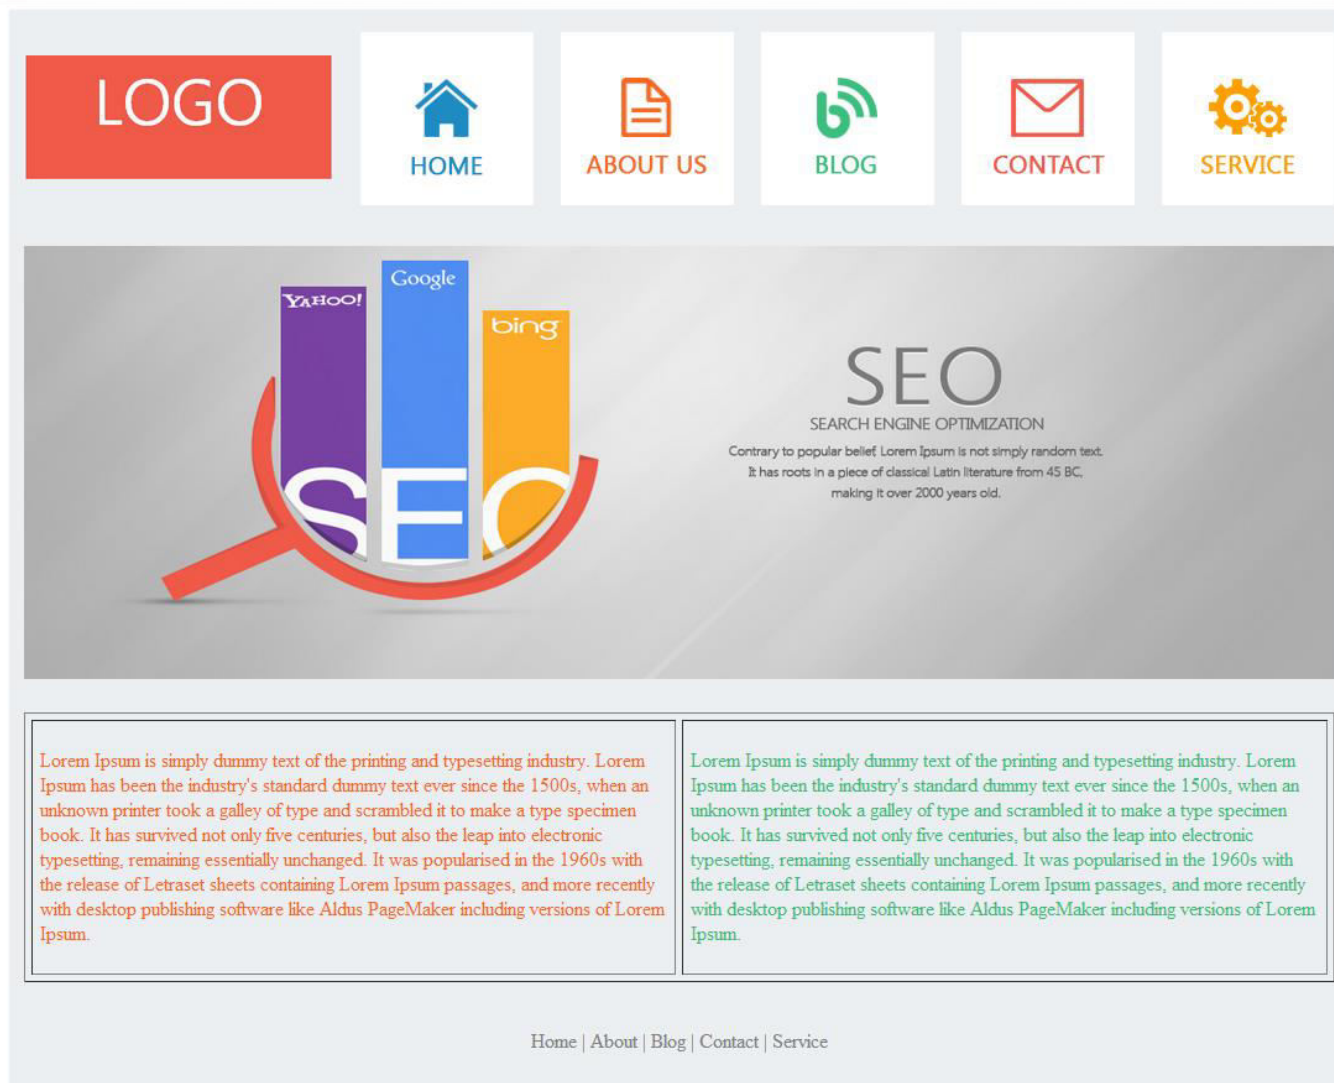 LOGO
HOME
ABOUT US
BLOG
CONTACT
SERVICE
YAHOO!
Google
bing
SEO
SEO
SEARCH ENGINE OPTIMIZATION
Contrary to popular belief, Lorem Ipsum is not simply random text.
It has roots in a piece of classical Latin literature from 45 BC,
making it over 2000 years old.
Lorem Ipsum is simply dummy text of the printing and typesetting industry. Lorem
Ipsum has been the industry's standard dummy text ever since the 1500s, when an
unknown printer took a galley of type and scrambled it to make a type specimen
book. It has survived not only five centuries, but also the leap into electronic
typesetting, remaining essentially unchanged. It was popularised in the 1960s with
the release of Letraset sheets containing Lorem Ipsum passages, and more recently
with desktop publishing software like Aldus PageMaker including versions of Lorem
Ipsum.
Lorem Ipsum is simply dummy text of the printing and typesetting industry. Lorem
Ipsum has been the industry's standard dummy text ever since the 1500s, when an
unknown printer took a galley of type and scrambled it to make a type specimen
book. It has survived not only five centuries, but also the leap into electronic
typesetting, remaining essentially unchanged. It was popularised in the 1960s with
the release of Letraset sheets containing Lorem Ipsum passages, and more recently
with desktop publishing software like Aldus PageMaker including versions of Lorem
Ipsum.
Home | About | Blog | Contact | Service